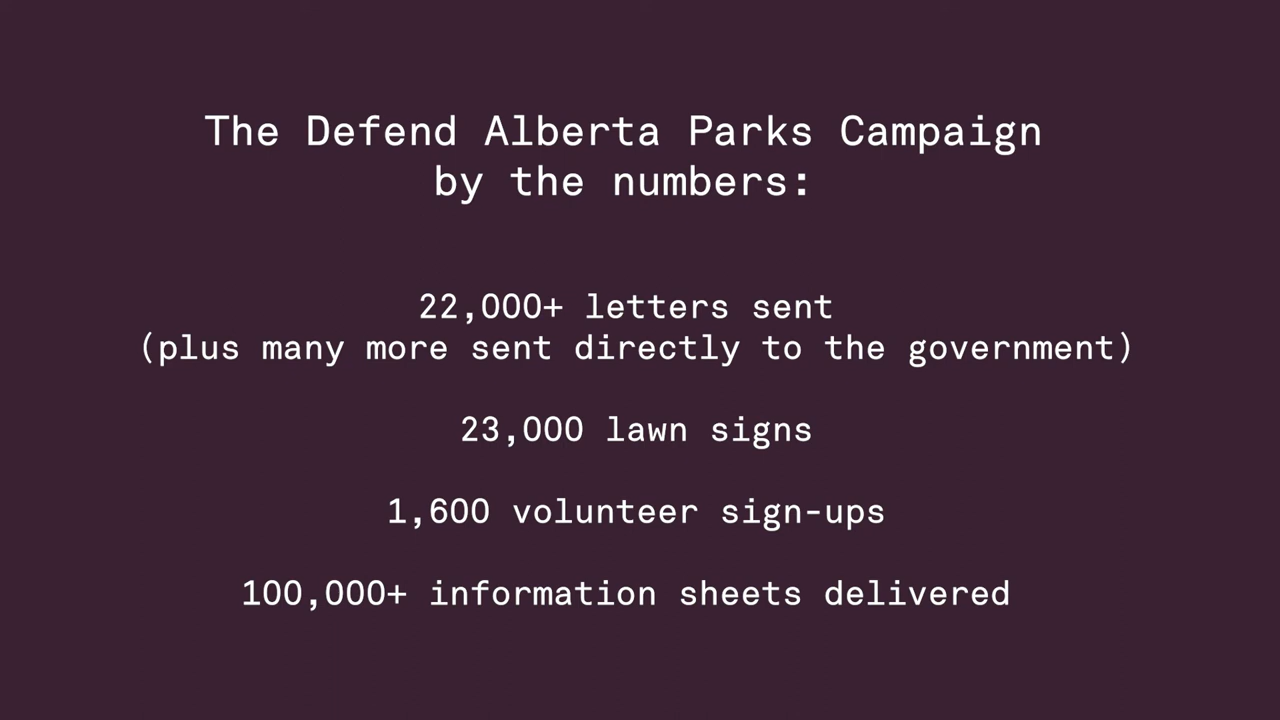 The Defend Alberta Parks Campaign
by the numbers:
22,000+ letters sent
(plus many more sent directly to the government)
23,000 lawn signs
1,600 volunteer sign-ups
100,000+ information sheets delivered